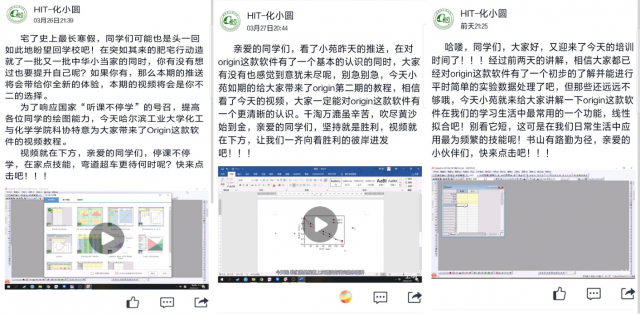 HIT-化小圆
03月26日21:39
宅了史上最长寒假，同学们可能也是头一回
如此地盼望回学校吧！在突如其来的肥宅行动造
就了一批又一批中华小当家的同时，你有没有想
过也要提升自己呢？如果你有，那么本期的推送
将会带给你全新的体验，本期的视频将会是你不
二的选择。
为了响应国家“听课不停学”的号召，提高
各位同学的绘图能力，今天哈尔滨工业大学化工
与化学学院科协特意为大家带来了Origin这款软
件的视频教程。
视频就在下方，亲爱的同学们，停课不停
学，在家点技能，弯道超车更待何时呢？快来点
击吧！！！
HIT-化小圆
03月27日20:44
亲爱的同学们，看了小苑昨天的推送，在对
origin这款软件有了一个基本的认识的同时，大家
有没有也感觉到意犹未尽呢，别急别急，今天小
苑如期的给大家带来了origin第二期的教程，相信
看了今天的视频，大家一定能对origin这款软件有
一个更清晰的认识。千淘万漉虽辛苦，吹尽黄沙
始到金，亲爱的同学们，坚持就是胜利，视频就
在下方，让我们一齐向着胜利的彼岸进发
吧！！！
HIT-化小圆
前天21:25
哈喽，同学们，大家好，又迎来了今天的培训
时间了！！！经过前两天的讲解，相信大家都已
经对origin这款软件有了一个初步的了解并能进行
平时简单的实验数据处理了吧，但那些还远远不
够哦，今天小苑就来给大家讲解一下origin这款软
件在我们的学习生活中最常用的一个功能，线性
拟合吧！别看它短，这可是在我们日常生活中应
用最为频繁的技能呢！书山有路勤为径，亲爱的
小伙伴们，快来点击吧！！！